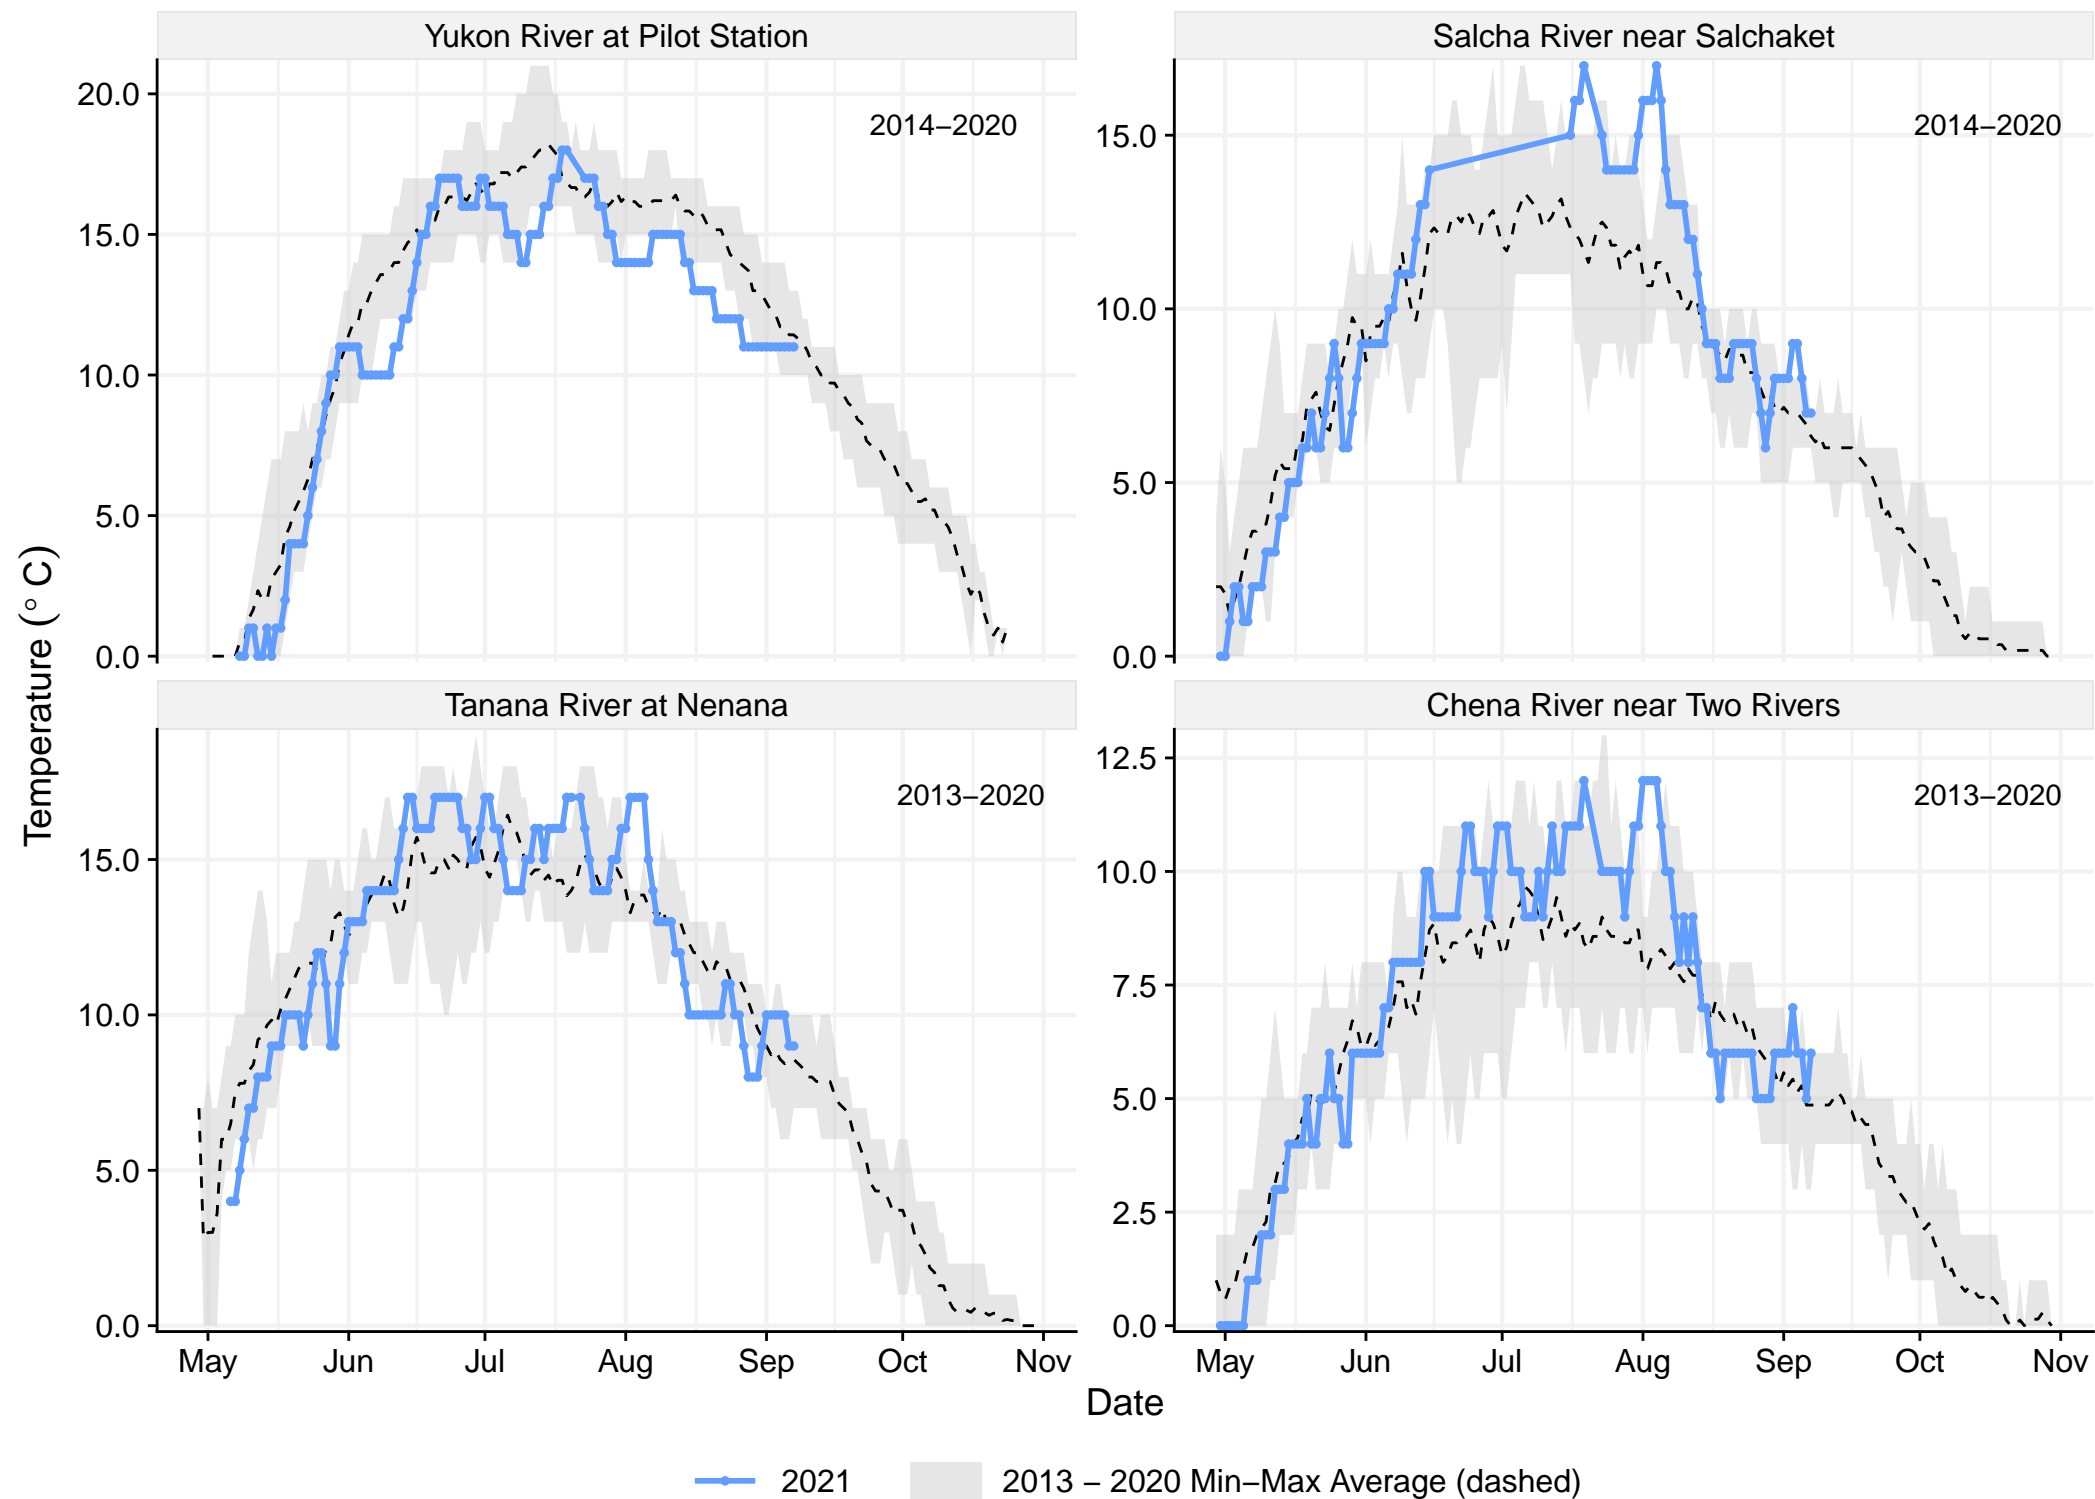 Yukon River at Pilot Station
Salcha River near Salchaket
20.0
15.0
10.0
5.0
0.0
2014–2020
15.0
10.0
5.0
0.0
2014–2020
Temperature (° C)
Tanana River at Nenana
Chena River near Two Rivers
15.0
10.0
5.0
0.0
2013–2020
12.5
10.0
7.5
5.0
2.5
0.0
2013–2020
May Jun Jul Aug Sep Oct Nov
May Jun Jul Aug Sep Oct Nov
Date
2021
2013 – 2020 Min–Max Average (dashed)